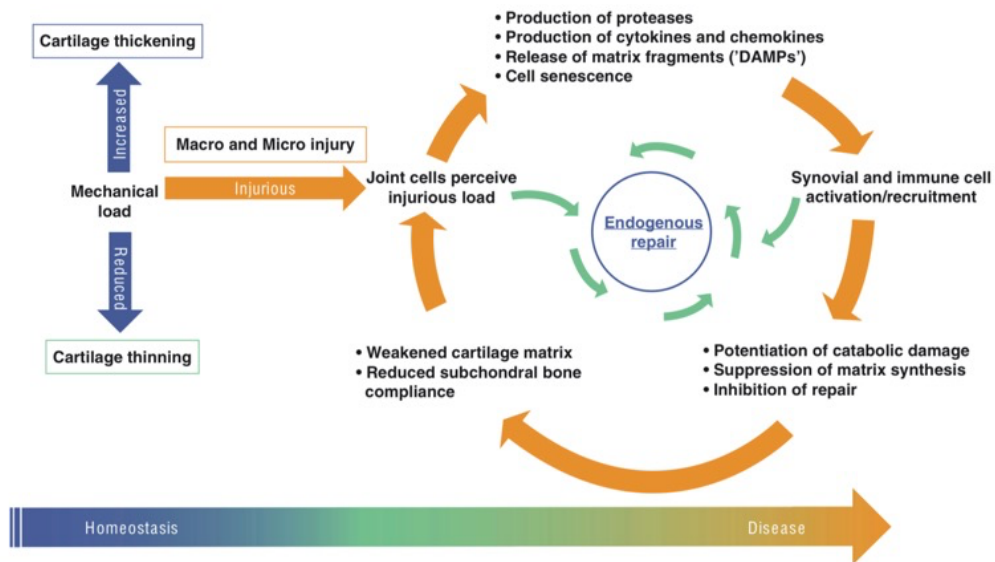 Cartilage thickening
Increased
Mechanical
load
Reduced
Cartilage thinning
Macro and Micro injury
Injurious
Joint cells perceive
injurious load
• Production of proteases
• Production of cytokines and chemokines
• Release of matrix fragments ('DAMPs')
• Cell senescence
Endogenous
repair
Synovial and immune cell
activation/recruitment
• Potentiation of catabolic damage
• Suppression of matrix synthesis
• Inhibition of repair
• Weakened cartilage matrix
• Reduced subchondral bone
compliance
Homeostasis
Disease